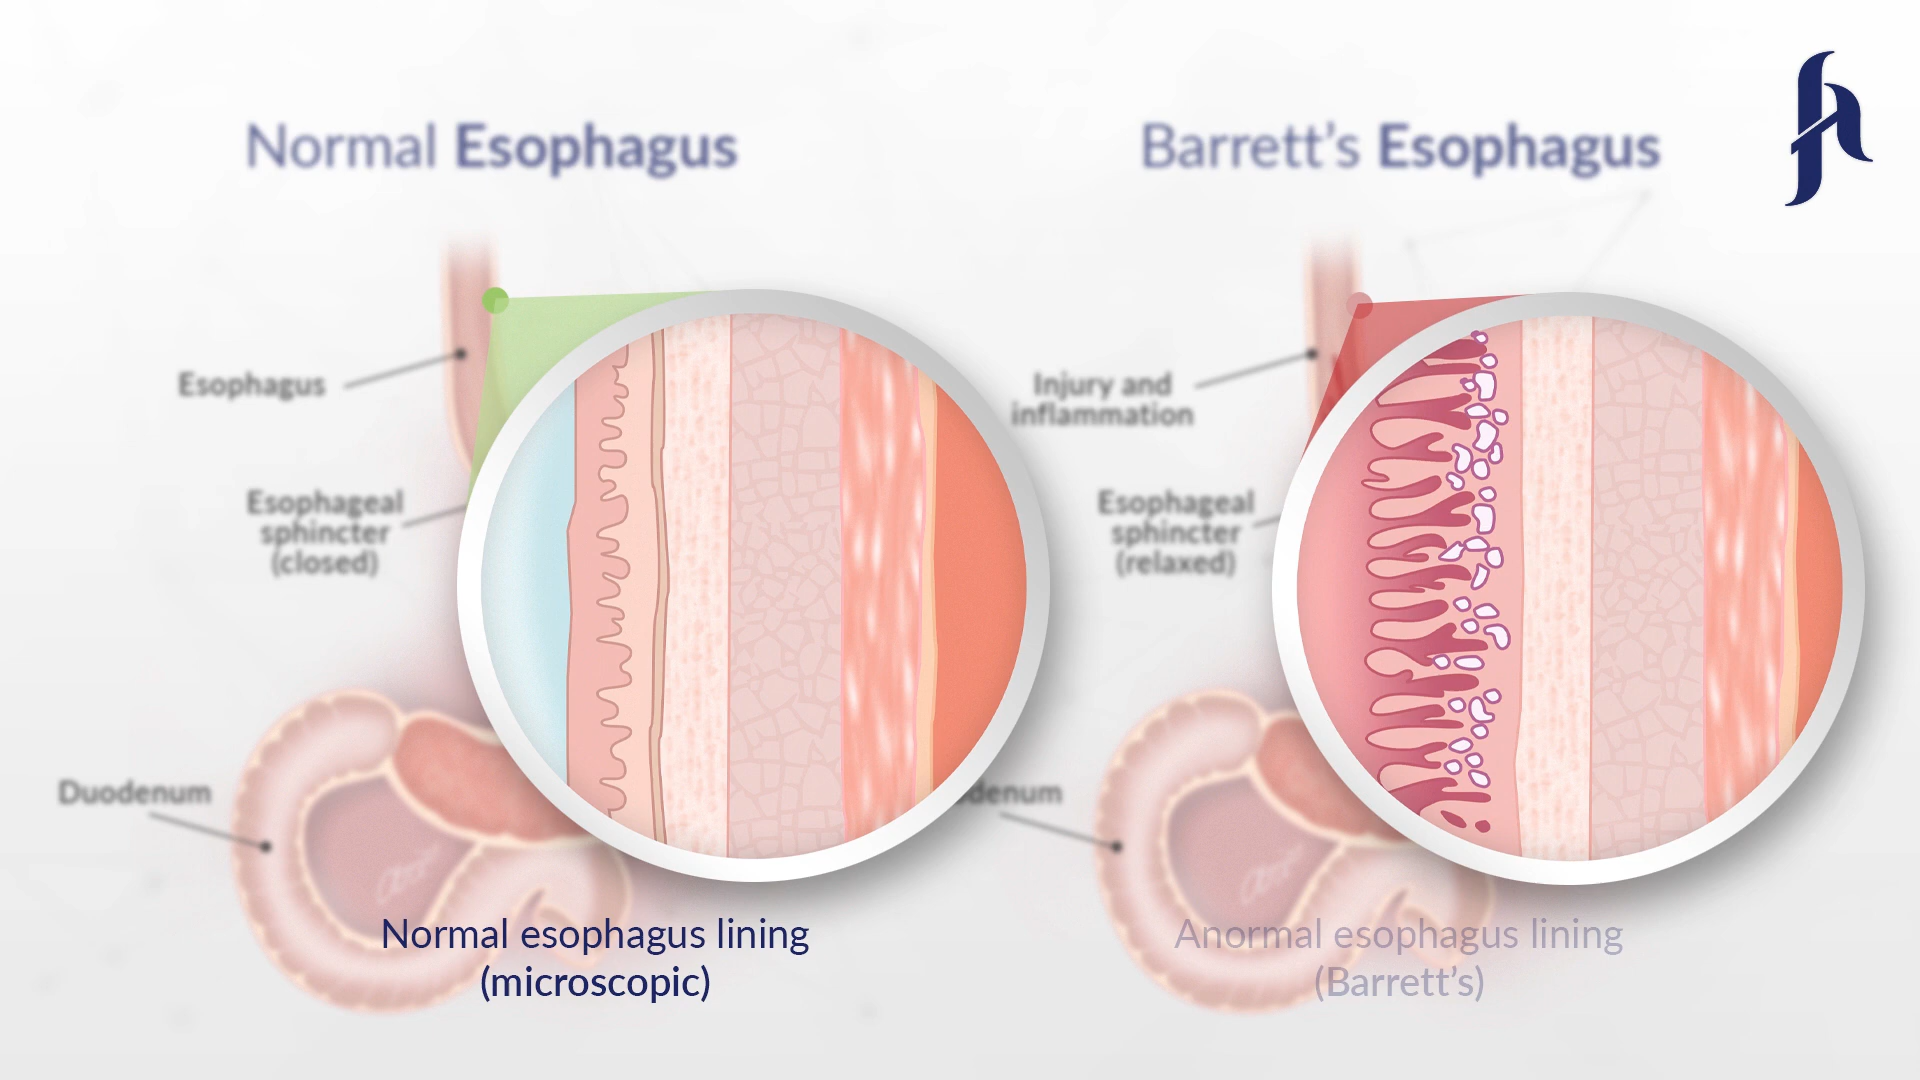 Normal Esophagus
Barrett's Esophagus
Esophagus
Esophageal
sphincter
(closed)
Duodenum
Normal esophagus lining
(microscopic)
Injury and
inflammation
Esophageal
sphincter
(relaxed)
denum
Anormal esophagus lining
(Barrett's)